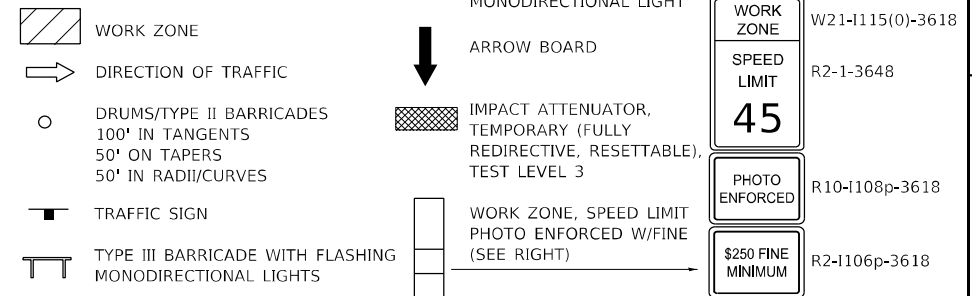 WORK ZONE
DIRECTION OF TRAFFIC
DRUMS/TYPE II BARRICADES
100' IN TANGENTS
50' ON TAPERS
50' IN RADII/CURVES
TRAFFIC SIGN
TYPE III BARRICADE WITH FLASHING
MONODIRECTIONAL LIGHTS
MONODIRECTIONAL LIGHT
ARROW BOARD
IMPACT ATTENUATOR,
TEMPORARY (FULLY
REDIRECTIVE, RESETTABLE),
TEST LEVEL 3
WORK ZONE, SPEED LIMIT
PHOTO ENFORCED W/FINE
(SEE RIGHT)
WORK
ZONE
W21-I115(0)-3618
SPEED
LIMIT
45
R2-1-3648
PHOTO
ENFORCED
R10-I108p-3618
$250 FINE
MINIMUM
R2-I106p-3618